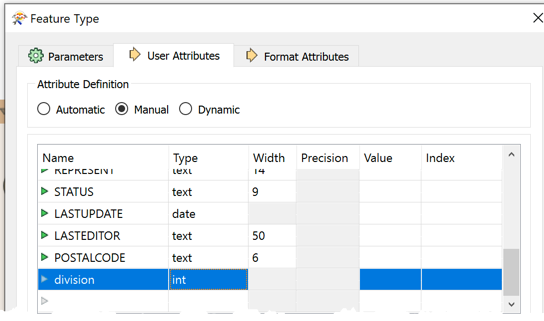 Feature Type
Parameters User Attributes Format Attributes
Attribute Definition
Automatic Manual Dynamic
Name Type Width Precision Value Index
REPRESENT text 14
STATUS text 9
LASTUPDATE date
LASTEDITOR text 50
POSTALCODE text 6
division int